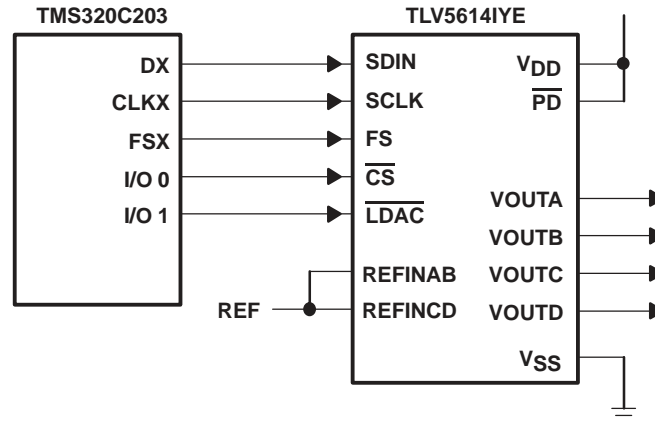 TMS320C203
TLV5614IYE
DX
CLKX
FSX
I/O 0
I/O 1
SDIN
SCLK
FS
CS
LDAC
REF
REFINAB
REFINCD
VDD
PD
VOUTA
VOUTB
VOUTC
VOUTD
VSS